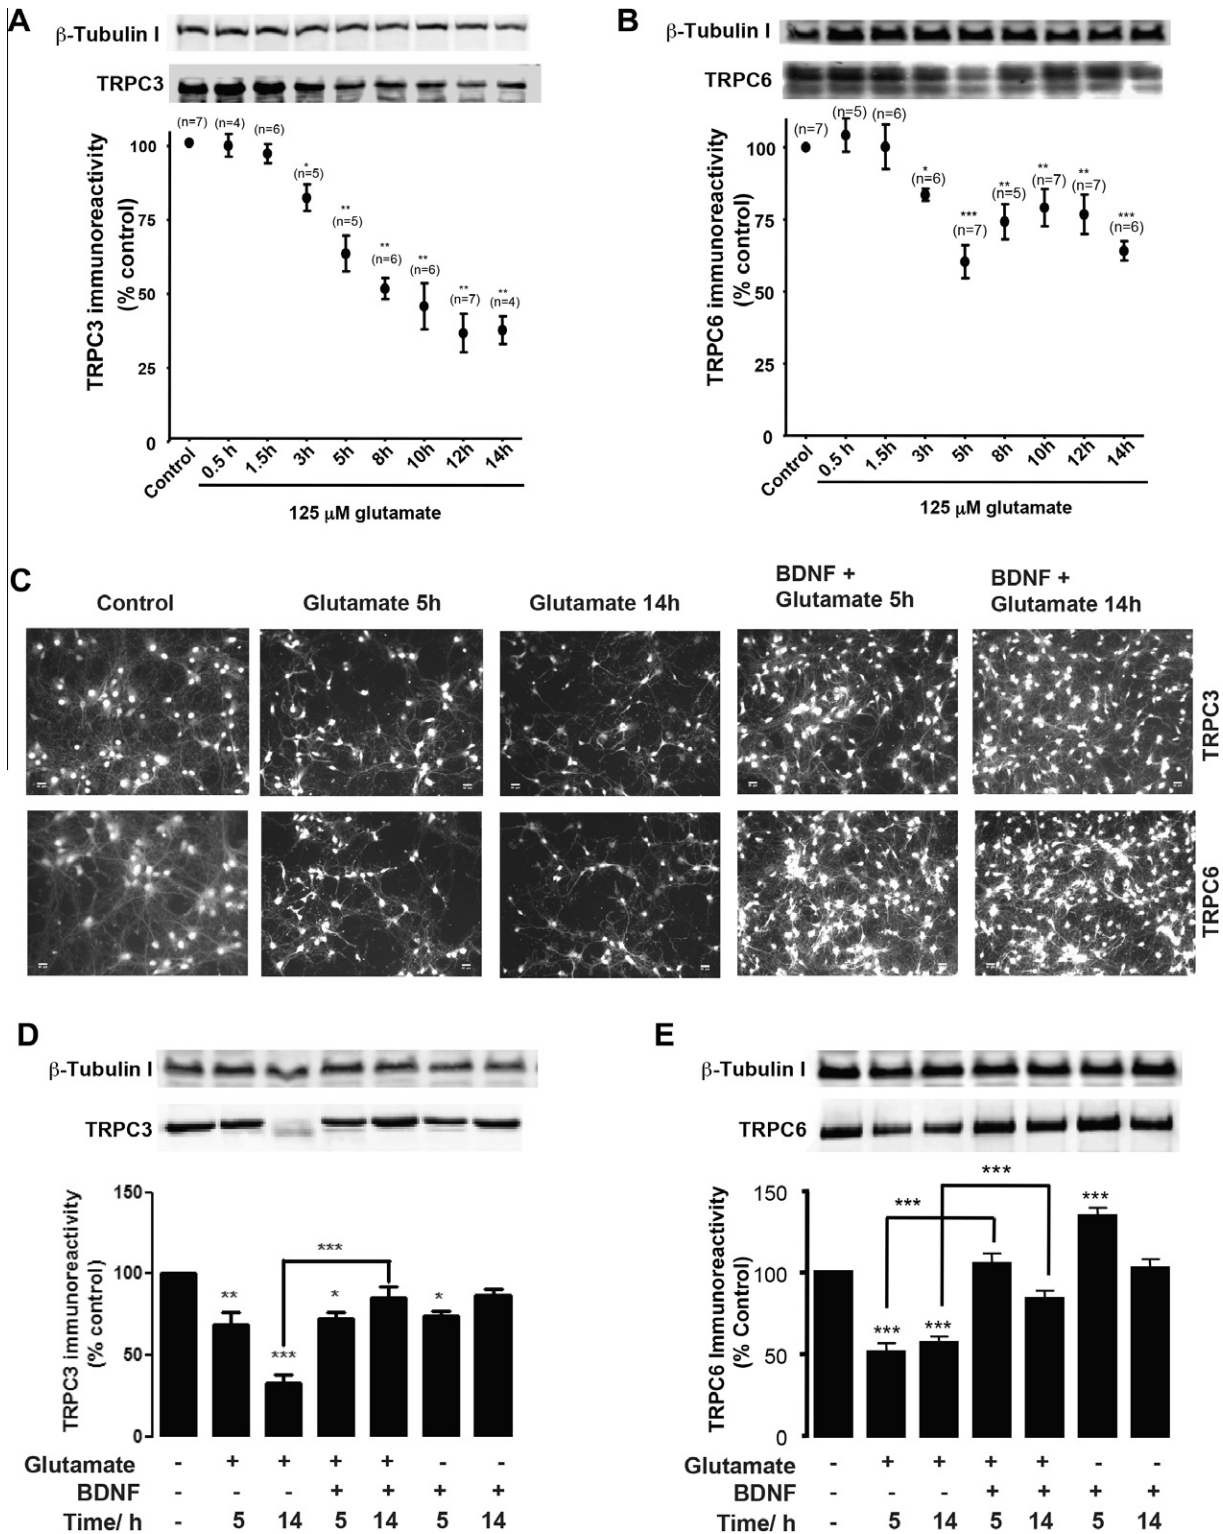 A
β-Tubulin I
TRPC3
(n=7)
(n=4)
(n=6)
*
(n=5)
**
(n=5)
**
(n=6)
**
(n=6)
**
(n=7)
**
(n=4)
100
75
50
25
0
TRPC3 immunoreactivity
(% control)
Control
0.5 h
1.5h
3h
5h
8h
10h
12h
14h
125 μM glutamate
B
β-Tubulin I
TRPC6
(n=7)
(n=5)
(n=6)
*
(n=6)
***
(n=7)
**
(n=5)
**
(n=7)
**
(n=7)
***
(n=6)
100
75
50
25
0
TRPC6 immunoreactivity
(% control)
Control
0.5 h
1.5h
3h
5h
8h
10h
12h
14h
125 μM glutamate
C
Control
Glutamate 5h
Glutamate 14h
BDNF +
Glutamate 5h
BDNF +
Glutamate 14h
TRPC3
TRPC6
D
β-Tubulin I
TRPC3
TRPC3 immunoreactivity
(% control)
150
100
50
0
**
***
*
***
*
Glutamate - + + + + - -
BDNF - - - + + + +
Time/ h - 5 14 5 14 5 14
E
β-Tubulin I
TRPC6
TRPC6 Immunoreactivity
(% Control)
150
100
50
0
***
***
***
***
***
Glutamate - + + + + - -
BDNF - - - + + + +
Time/ h - 5 14 5 14 5 14